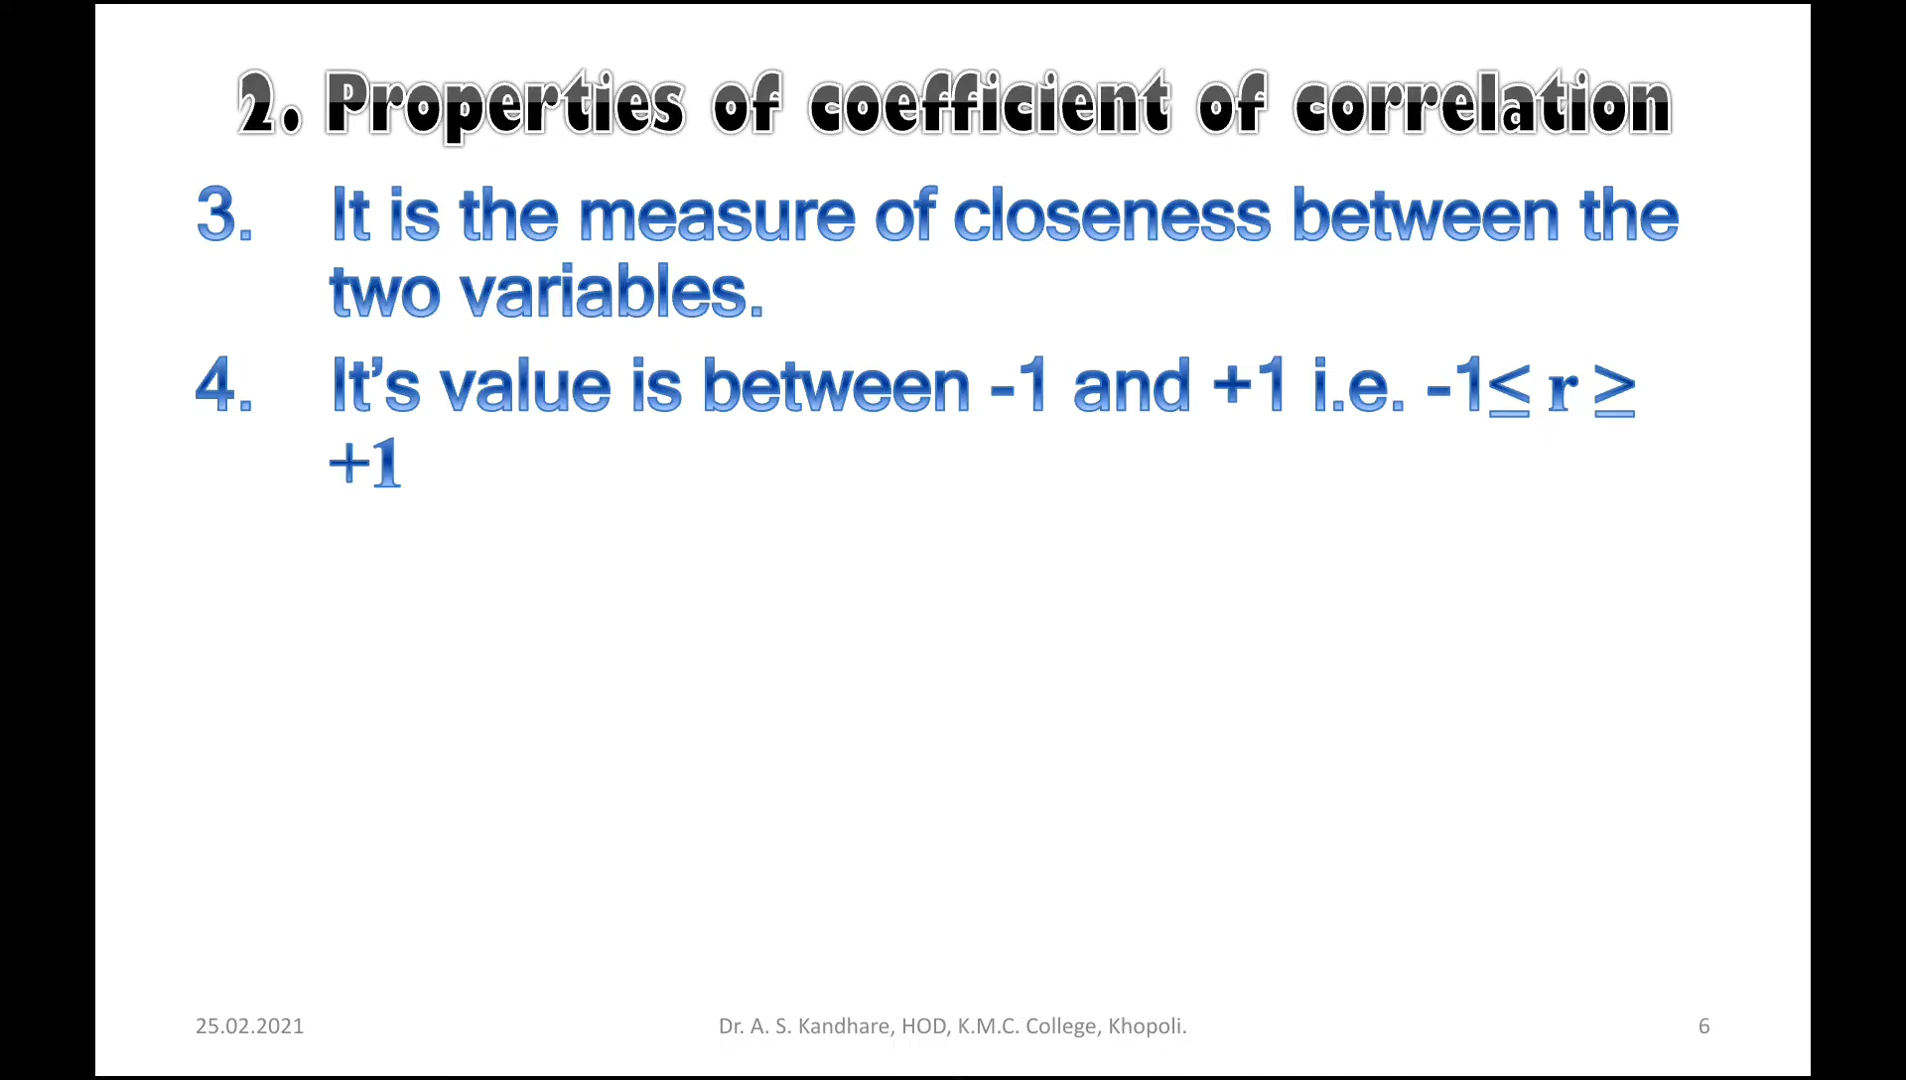 2. Properties of coefficient of correlation
3. It is the measure of closeness between the
two variables.
4. It’s value is between -1 and +1 i.e. -1≤ r ≥
+1
25.02.2021
Dr. A. S. Kandhare, HOD, K.M.C. College, Khopoli.
6